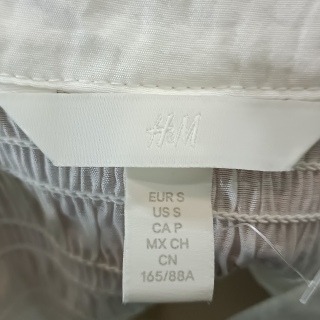 H&M
EUR S
US S
CA P
MX CH
CN
165/88A